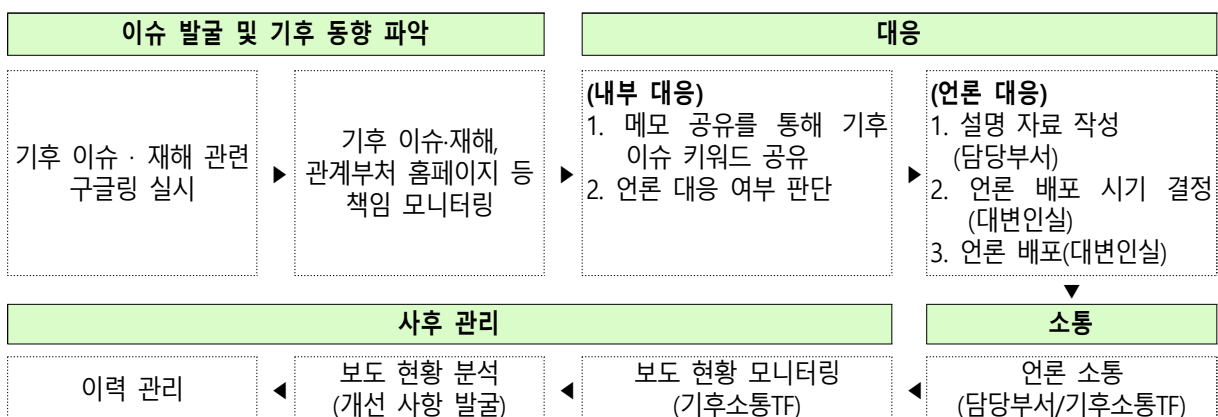 이슈 발굴 및 기후 동향 파악
대응
기후 이슈 · 재해 관련
구글링 실시
▶
기후 이슈·재해,
관계부처 홈페이지 등
책임 모니터링
▶
(내부 대응)
1. 메모 공유를 통해 기후
이슈 키워드 공유
2. 언론 대응 여부 판단
▶
(언론 대응)
1. 설명 자료 작성
(담당부서)
2. 언론 배포 시기 결정
(대변인실)
3. 언론 배포(대변인실)
▼
사후 관리
소통
이력 관리
◀
보도 현황 분석
(개선 사항 발굴)
◀
보도 현황 모니터링
(기후소통TF)
◀
언론 소통
(담당부서/기후소통TF)